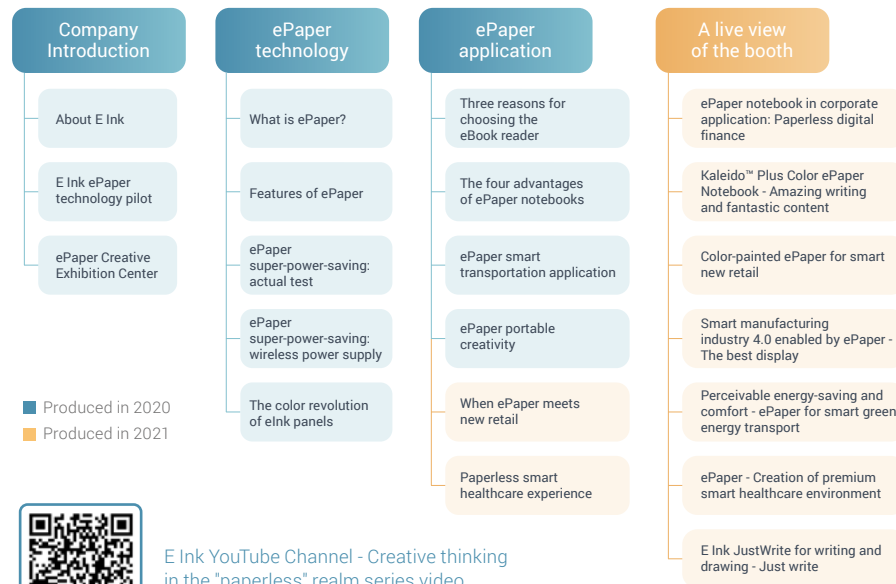 Company
Introduction
About E Ink
E Ink ePaper
technology pilot
ePaper Creative
Exhibition Center
ePaper
technology
What is ePaper?
Features of ePaper
ePaper
super-power-saving:
actual test
ePaper
super-power-saving:
wireless power supply
The color revolution
of eInk panels
ePaper
application
Three reasons for
choosing the
eBook reader
The four advantages
of ePaper notebooks
ePaper smart
transportation application
ePaper portable
creativity
When ePaper meets
new retail
Paperless smart
healthcare experience
A live view
of the booth
ePaper notebook in corporate
application: Paperless digital
finance
Kaleido™ Plus Color ePaper
Notebook - Amazing writing
and fantastic content
Color-painted ePaper for smart
new retail
Smart manufacturing
industry 4.0 enabled by ePaper -
The best display
Perceivable energy-saving and
comfort - ePaper for smart green
energy transport
ePaper - Creation of premium
smart healthcare environment
E Ink JustWrite for writing and
drawing - Just write
Produced in 2020
Produced in 2021
E Ink YouTube Channel - Creative thinking
in the "paperless" realm series video